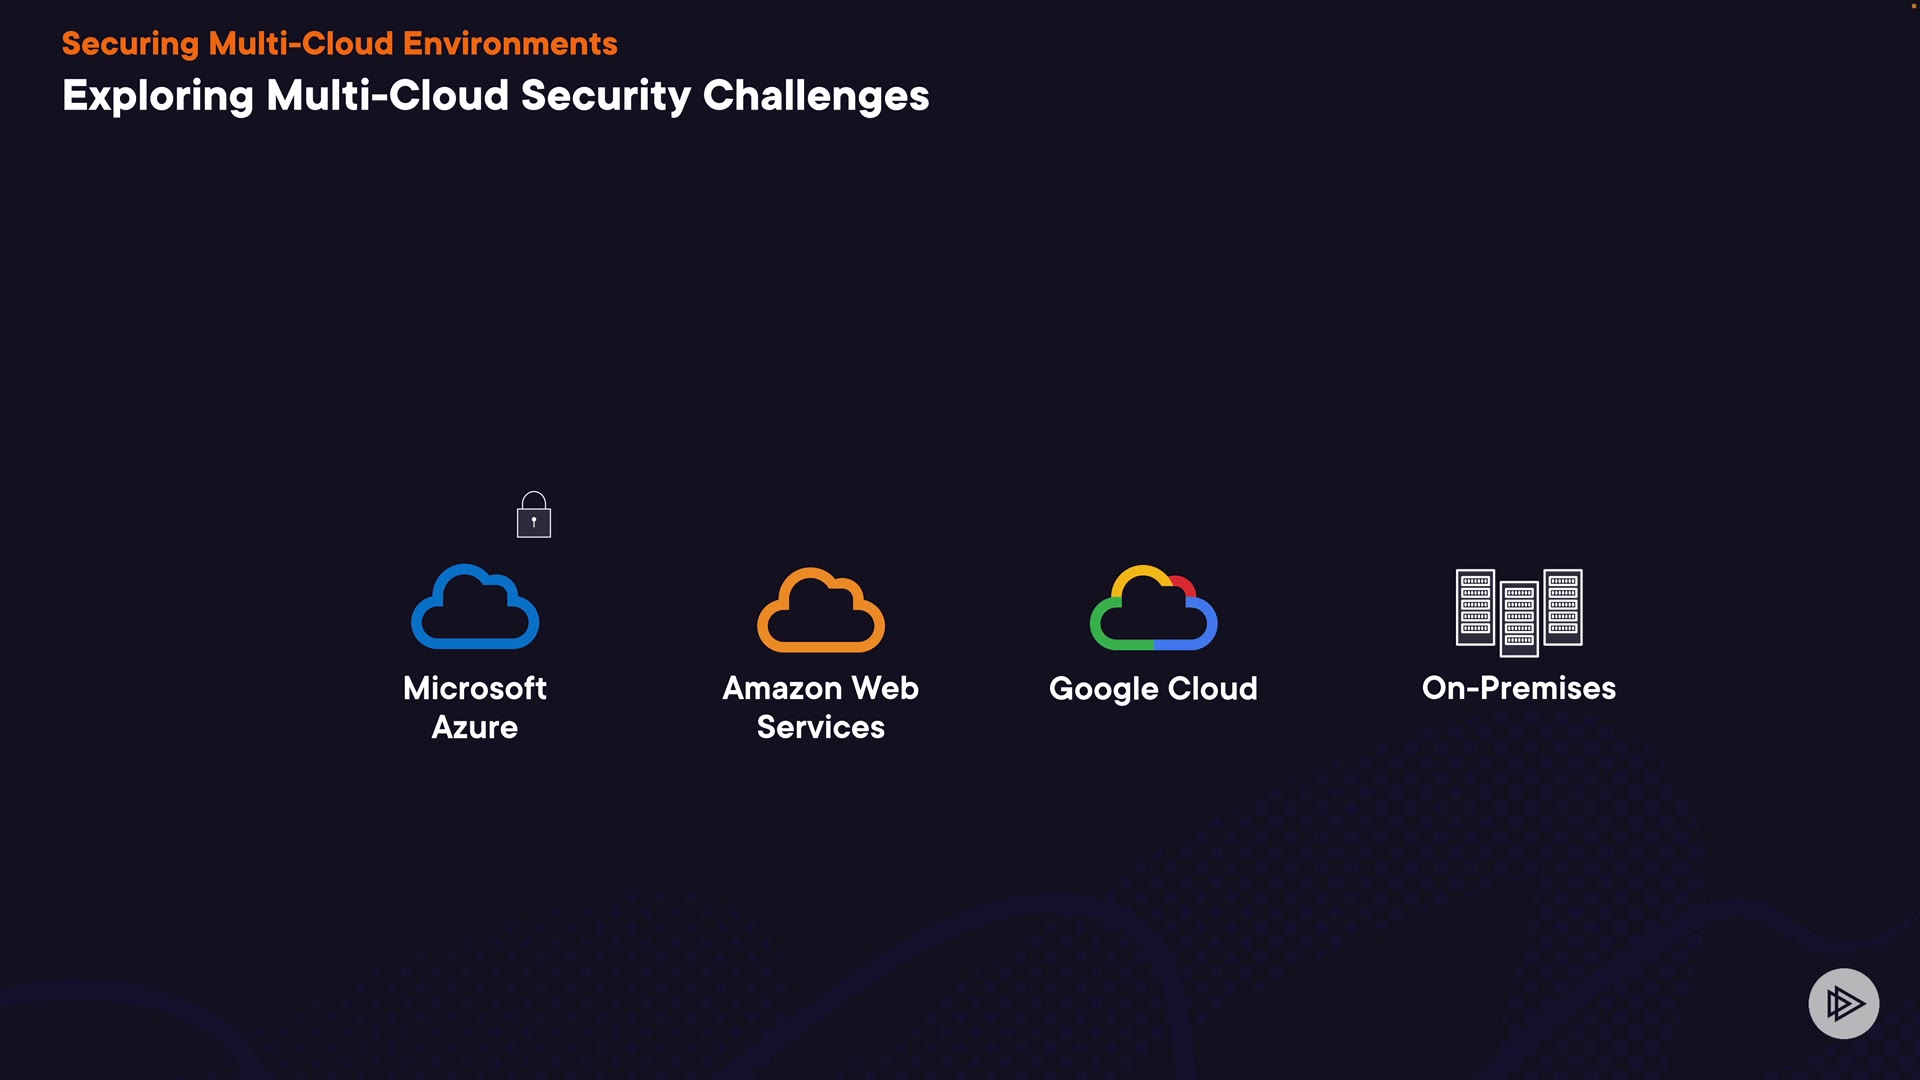 Securing Multi-Cloud Environments
Exploring Multi-Cloud Security Challenges
Microsoft
Azure
Amazon Web
Services
Google Cloud
On-Premises